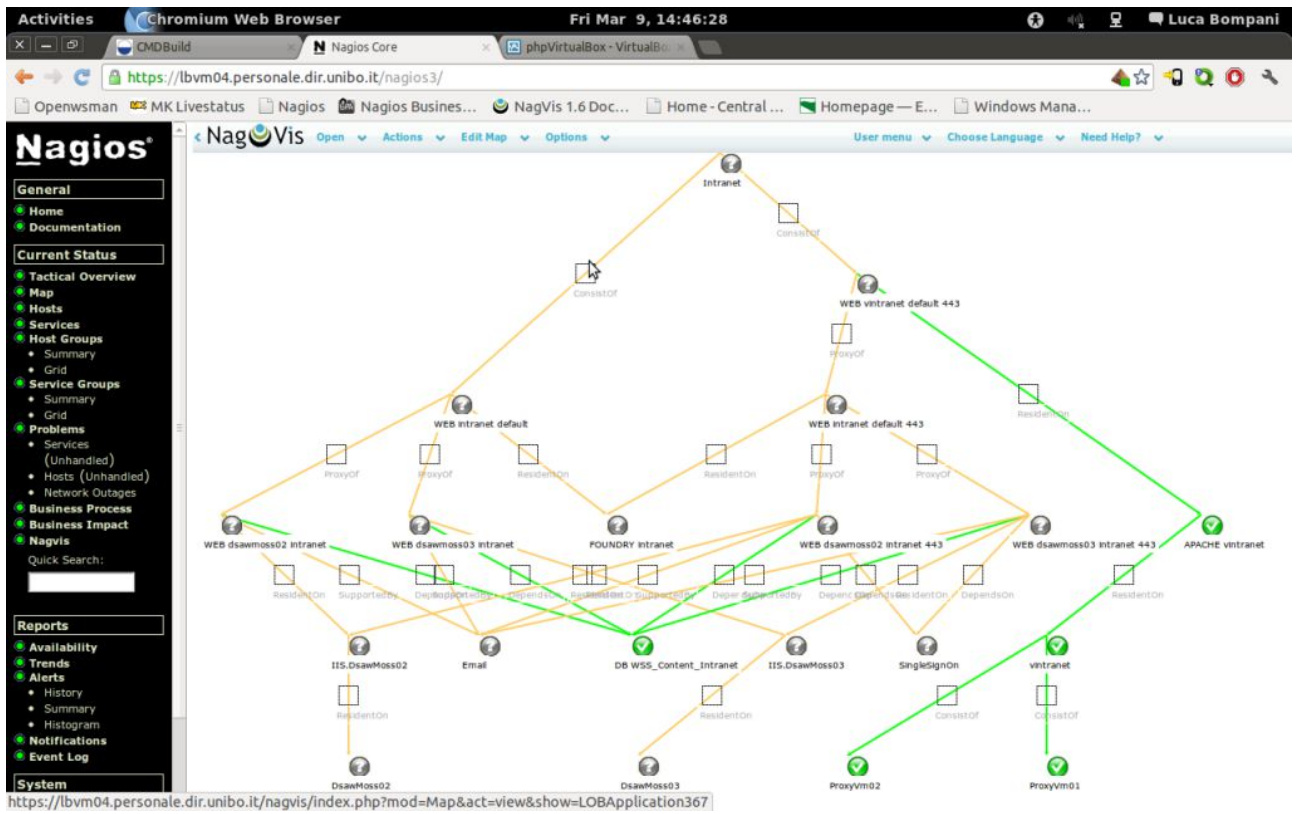 Activities Chromium Web Browser Fri Mar 9, 14:46:28 Luca Bompani
CMDBuild Nagios Core phpVirtualBox - VirtualBo
https://lbvm04.personale.dir.unibo.it/nagios3/
Openwsman MK Livestatus Nagios Nagios Busines... NagVis 1.6 Doc... Home - Central ... Homepage — E... Windows Mana...
Nagios®
General
Home
Documentation
Current Status
Tactical Overview
Map
Hosts
Services
Host Groups
Summary
Grid
Service Groups
Summary
Grid
Problems
Services
(Unhandled)
Hosts (Unhandled)
Network Outages
Business Process
Business Impact
Nagvis
Quick Search:
Reports
Availability
Trends
Alerts
History
Summary
Histogram
Notifications
Event Log
System
NagVis Open Actions Edit Map Options User menu Choose Language Need Help?
Intranet
ConsistOf
ConsistOf
WEB vintranet default 443
ProxyOf
ResidentOn
WEB intranet default WEB intranet default 443
ProxyOf ProxyOf ResidentOn ResidentOn ProxyOf ProxyOf
WEB dsawmoss02 intranet WEB dsawmoss03 intranet FOUNDRY intranet WEB dsawmoss02 intranet 443 WEB dsawmoss03 intranet 443 APACHE vintranet
ResidentOn SupportedBy DependsOn DependsOn ResidentOn
IIS.DsawMoss02 Email DB WSS_Content_Intranet IIS.DsawMoss03 SingleSignOn vintranet
ResidentOn ResidentOn ConsistOf ConsistOf
DsawMoss02 DsawMoss03 ProxyVm02 ProxyVm01
https://lbvm04.personale.dir.unibo.it/nagvis/index.php?mod=Map&act=view&show=LOBApplication367